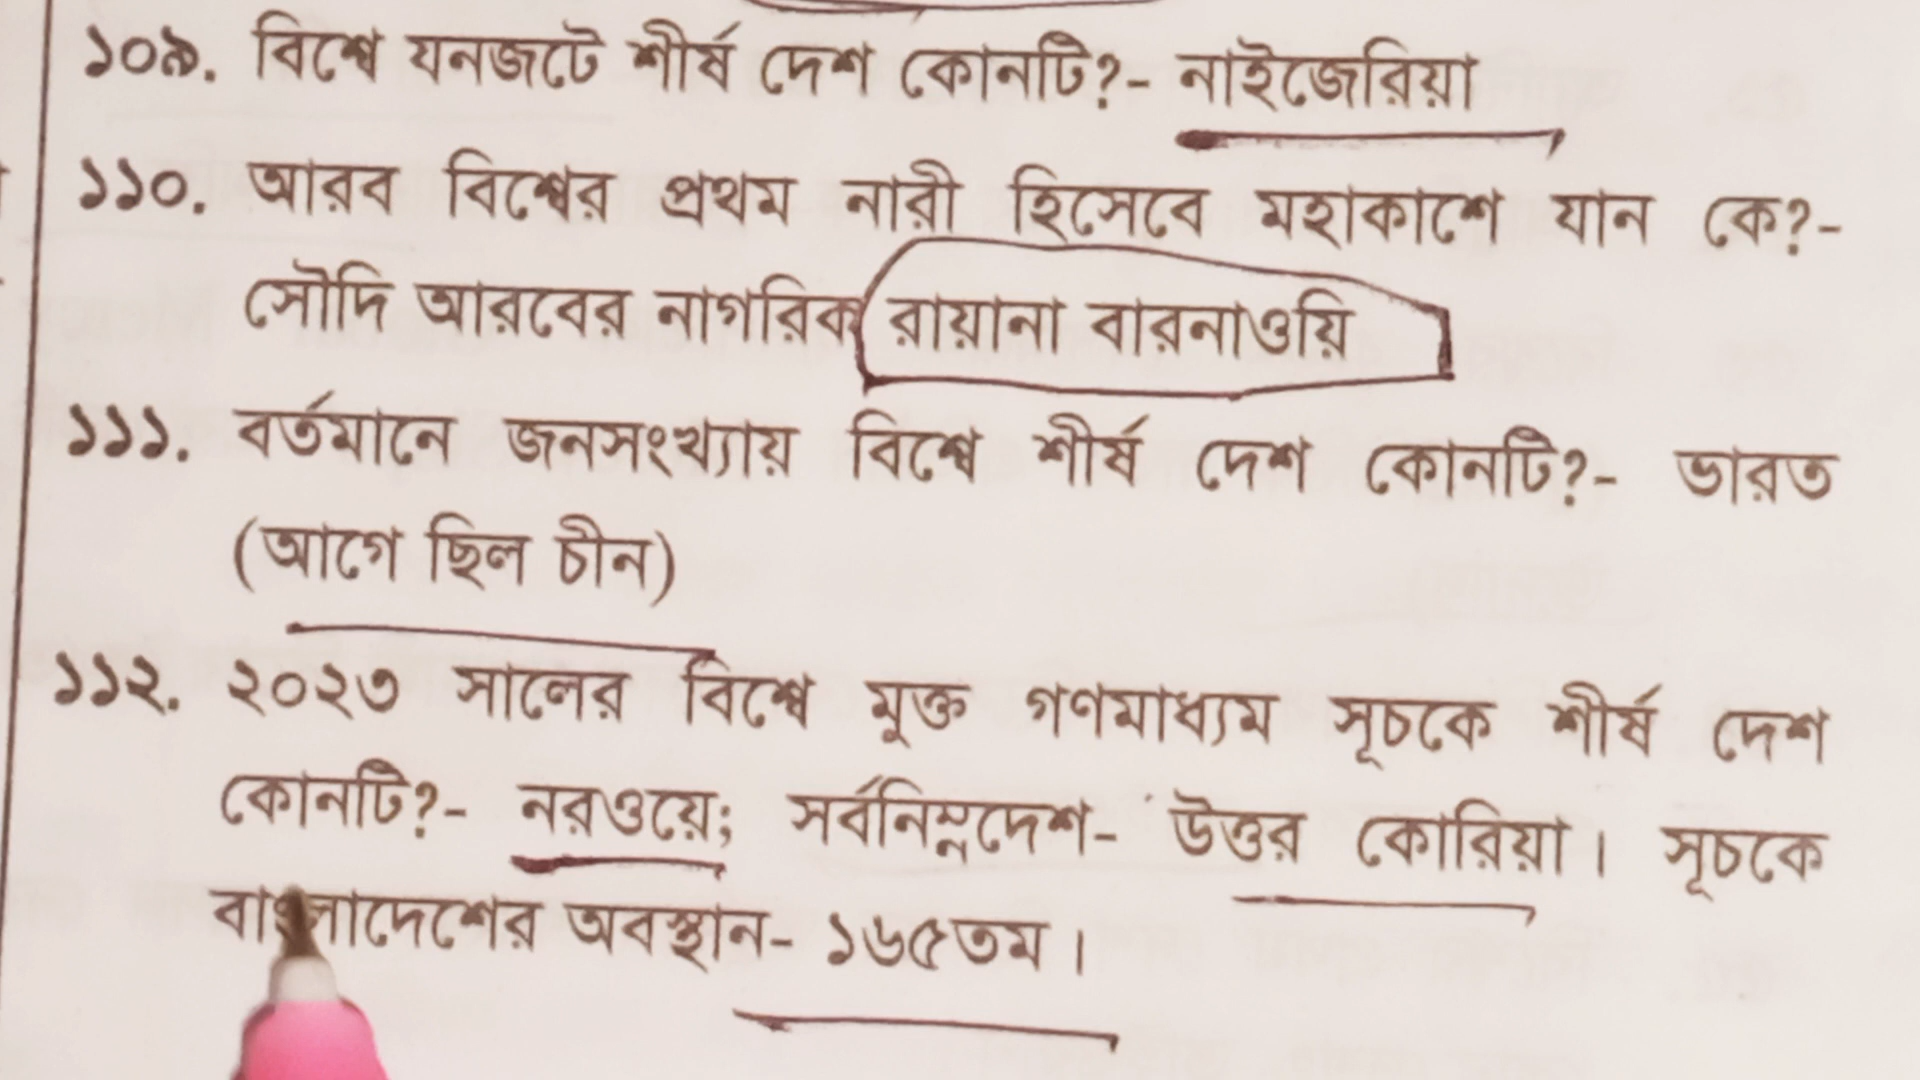 ১০৯. বিশ্বে যনজটে শীর্ষ দেশ কোনটি?- নাইজেরিয়া
১১০. আরব বিশ্বের প্রথম নারী হিসেবে মহাকাশে যান কে?-
সৌদি আরবের নাগরিক রায়ানা বারনাওয়ি
১১১. বর্তমানে জনসংখ্যায় বিশ্বে শীর্ষ দেশ কোনটি?- ভারত
(আগে ছিল চীন)
১১২. ২০২৩ সালের বিশ্বে মুক্ত গণমাধ্যম সূচকে শীর্ষ দেশ
কোনটি?- নরওয়ে; সর্বনিম্নদেশ- উত্তর কোরিয়া। সূচকে
বাংলাদেশের অবস্থান- ১৬৫তম।